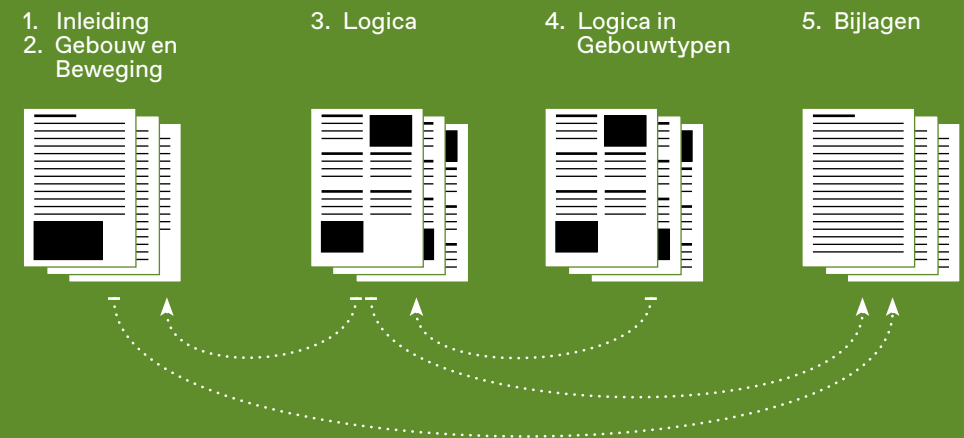 1. Inleiding
2. Gebouw en
Beweging
3. Logica
4. Logica in
Gebouwtypen
5. Bijlagen